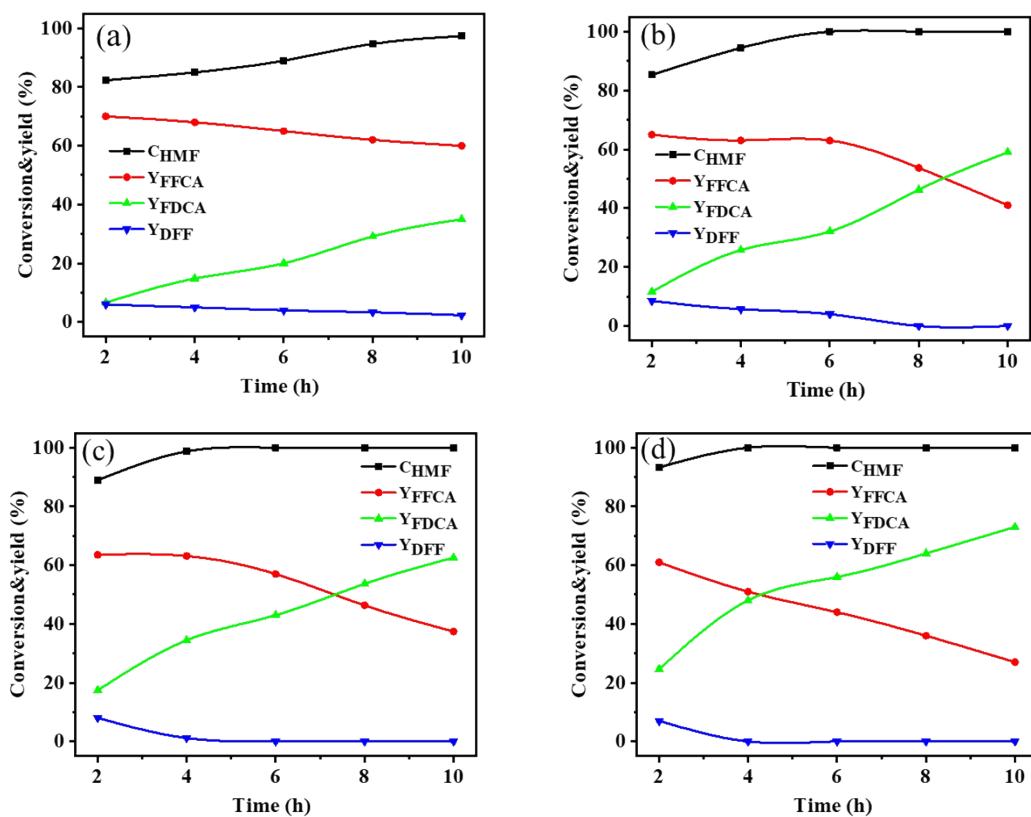 (a)
Conversion&yield (%)
100
80
60
40
20
0
C_HMF
Y_FFCA
Y_FDCA
Y_DFF
2 4 6 8 10
Time (h)
(b)
Conversion&yield (%)
100
80
60
40
20
0
C_HMF
Y_FFCA
Y_FDCA
Y_DFF
2 4 6 8 10
Time (h)
(c)
Conversion&yield (%)
100
80
60
40
20
0
C_HMF
Y_FFCA
Y_FDCA
Y_DFF
2 4 6 8 10
Time (h)
(d)
Conversion&yield (%)
100
80
60
40
20
0
C_HMF
Y_FFCA
Y_FDCA
Y_DFF
2 4 6 8 10
Time (h)